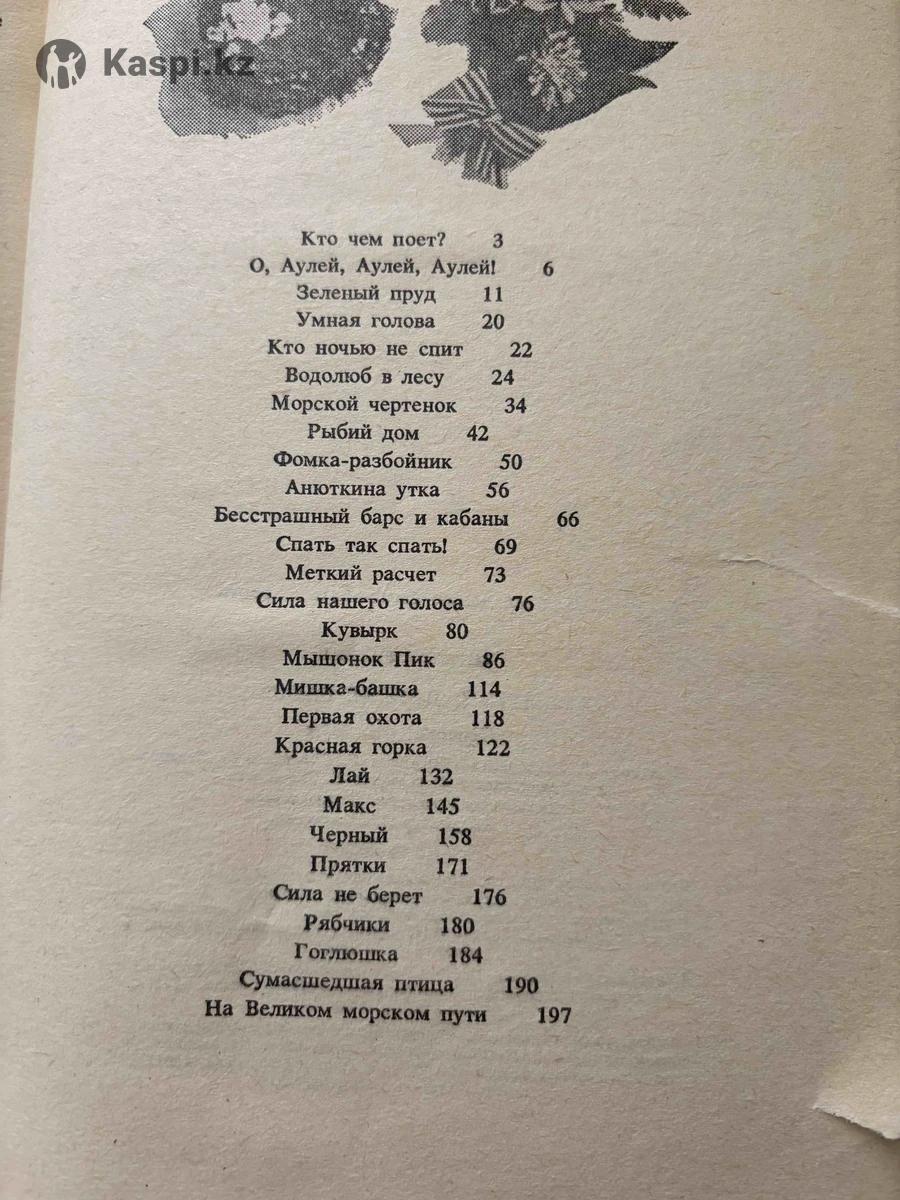 Kaspi.kz
Кто чем поет? 3
О, Аулей, Аулей, Аулей! 6
Зеленый пруд 11
Умная голова 20
Кто ночью не спит 22
Водолюб в лесу 24
Морской чертенок 34
Рыбий дом 42
Фомка-разбойник 50
Анюткина утка 56
Бесстрашный барс и кабаны 66
Спать так спать! 69
Меткий расчет 73
Сила нашего голоса 76
Кувырк 80
Мышонок Пик 86
Мишка-башка 114
Первая охота 118
Красная горка 122
Лай 132
Макс 145
Черный 158
Прятки 171
Сила не берет 176
Рябчики 180
Гоглюшка 184
Сумасшедшая птица 190
На Великом морском пути 197